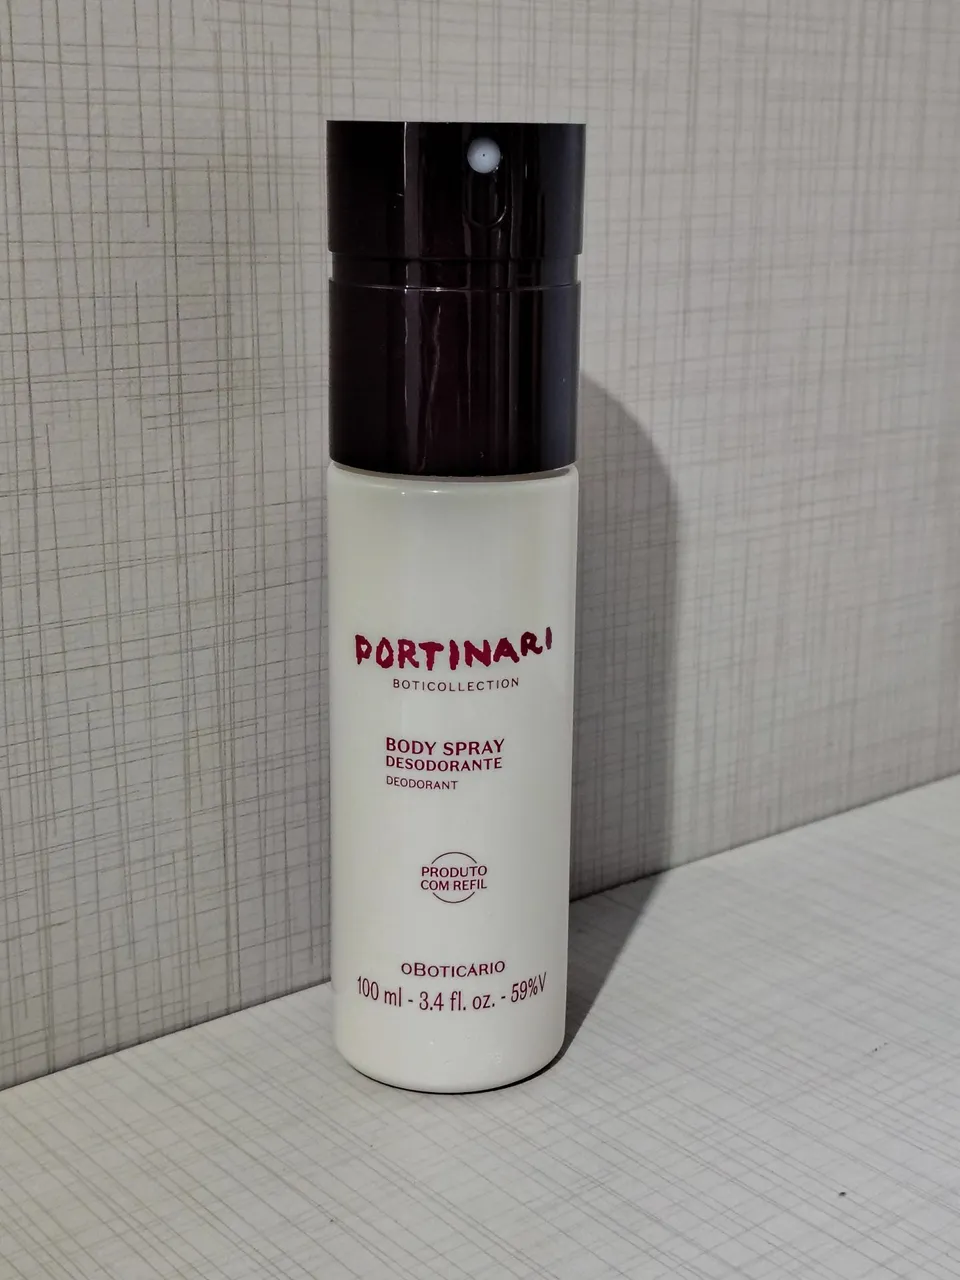 PORTINARI
BOTICOLLECTION
BODY SPRAY
DESODORANTE
DEODORANT
PRODUTO
COM REFIL
oBOTICÁRIO
100 ml - 3.4 fl. oz. - 59%V